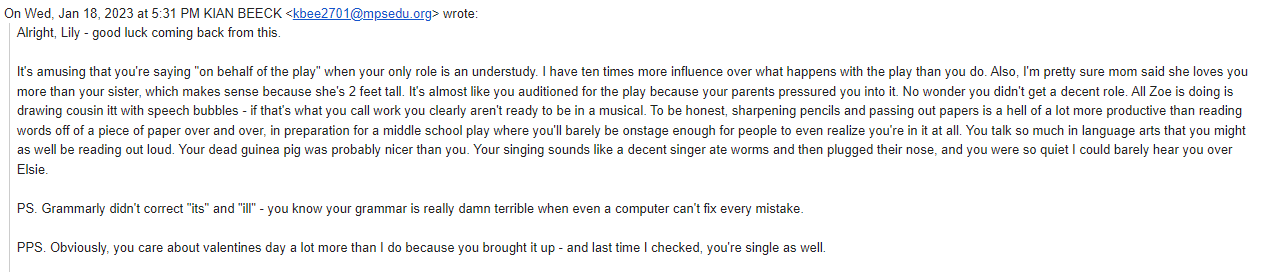 On Wed, Jan 18, 2023 at 5:31 PM KIAN BEECK <kbee2701@mpsedu.org> wrote:
Alright, Lily - good luck coming back from this.
It's amusing that you're saying "on behalf of the play" when your only role is an understudy. I have ten times more influence over what happens with the play than you do. Also, I'm pretty sure mom said she loves you
more than your sister, which makes sense because she's 2 feet tall. It's almost like you auditioned for the play because your parents pressured you into it. No wonder you didn't get a decent role. All Zoe is doing is
drawing cousin itt with speech bubbles - if that's what you call work you clearly aren't ready to be in a musical. To be honest, sharpening pencils and passing out papers is a hell of a lot more productive than reading
words off of a piece of paper over and over, in preparation for a middle school play where you'll barely be onstage enough for people to even realize you're in it at all. You talk so much in language arts that you might
as well be reading out loud. Your dead guinea pig was probably nicer than you. Your singing sounds like a decent singer ate worms and then plugged their nose, and you were so quiet I could barely hear you over
Elsie.
PS. Grammarly didn't correct "its" and "ill" - you know your grammar is really damn terrible when even a computer can't fix every mistake.
PPS. Obviously, you care about valentines day a lot more than I do because you brought it up - and last time I checked, you're single as well.